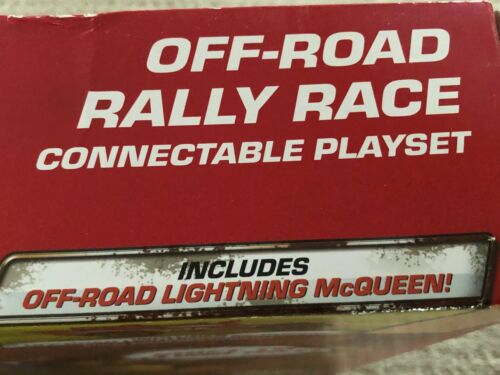 OFF-ROAD
RALLY RACE
CONNECTABLE PLAYSET
INCLUDES
OFF-ROAD LIGHTNING McQUEEN!